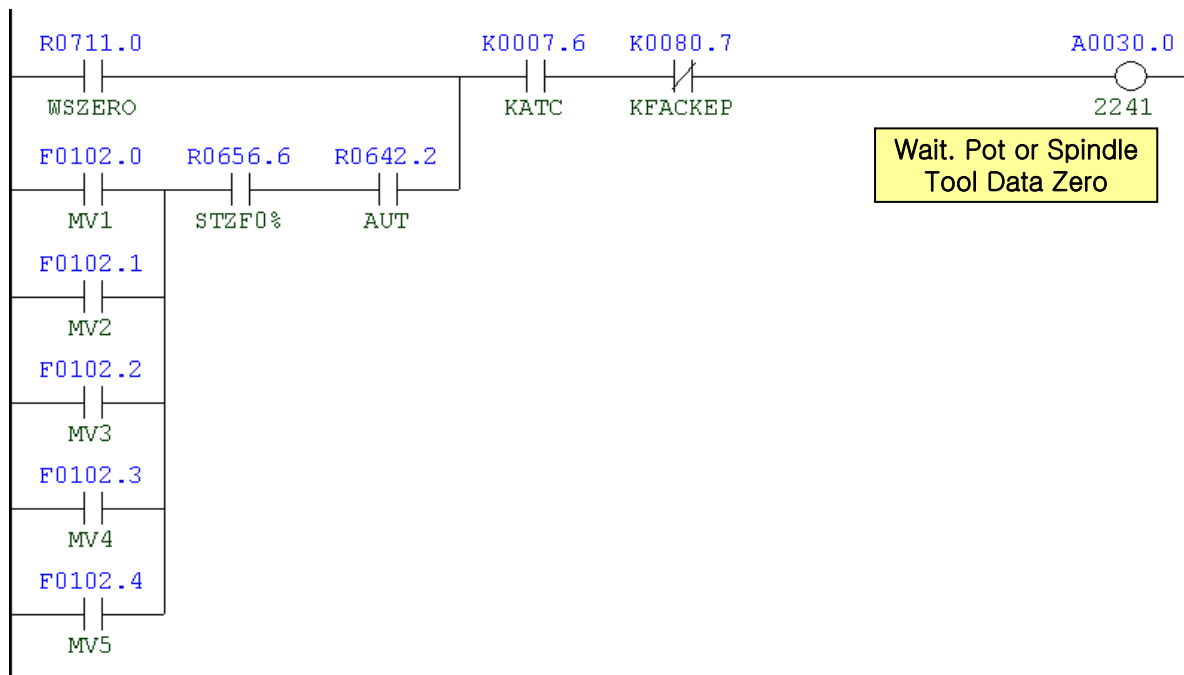 R0711.0 K0007.6 K0080.7 A0030.0
WSZERO KATC KFACKEP 2241
F0102.0 R0656.6 R0642.2
MV1 STZF0% AUT
Wait. Pot or Spindle
Tool Data Zero
F0102.1
MV2
F0102.2
MV3
F0102.3
MV4
F0102.4
MV5